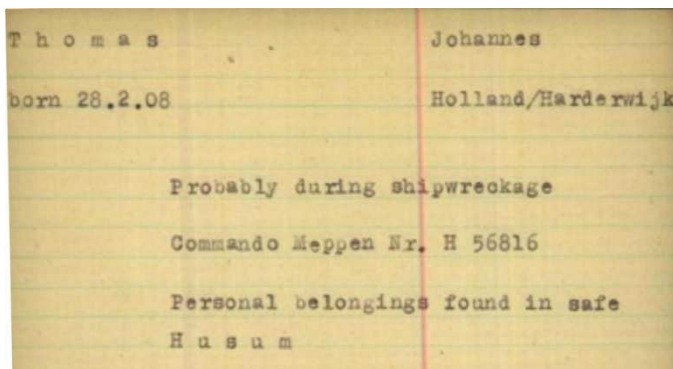 T h o m a s Johannes
born 28.2.08 Holland/Harderwijk
Probably during shipwreckage
Commando Meppen Nr. H 56816
Personal belongings found in safe
H u s u m